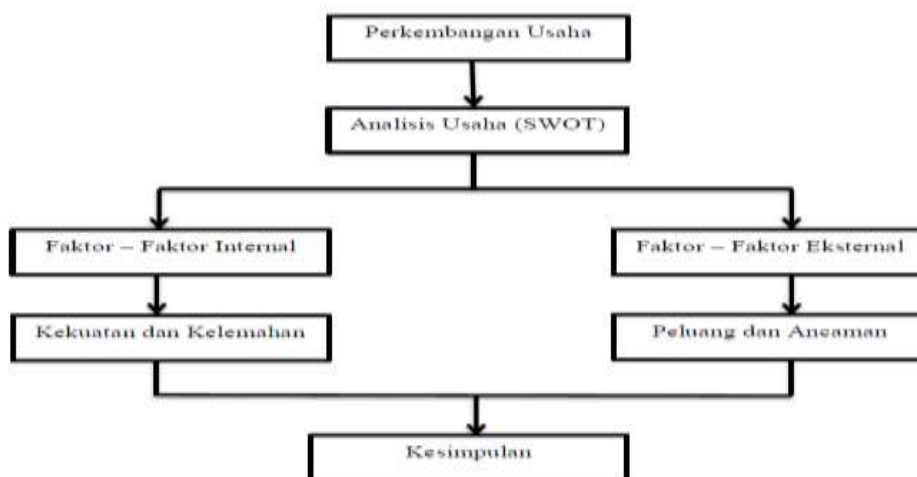 Perkembangan Usaha
Analisis Usaha (SWOT)
Faktor – Faktor Internal
Faktor – Faktor Eksternal
Kekuatan dan Kelemahan
Peluang dan Ancaman
Kesimpulan